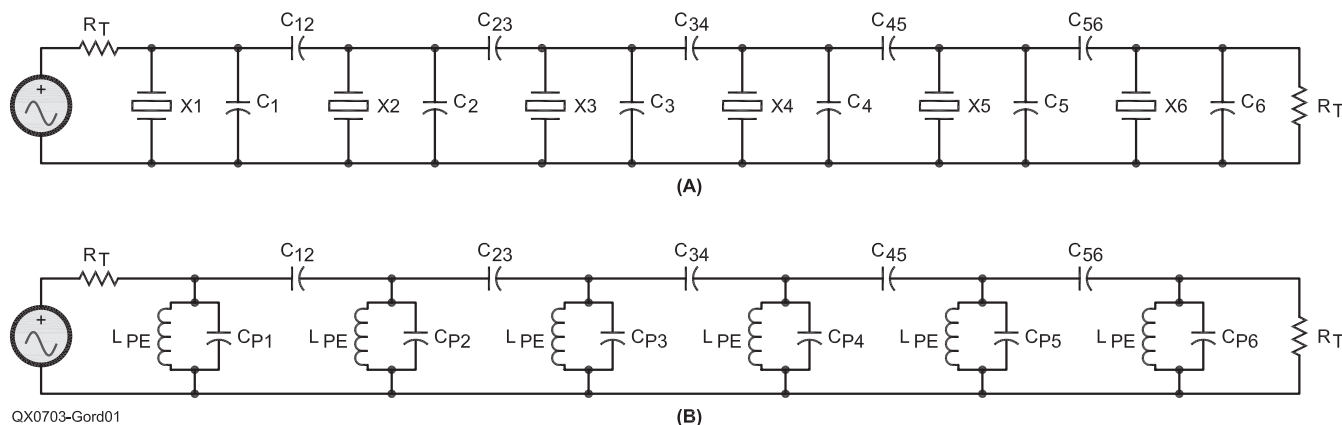 RT C12 C23 C34 C45 C56
+ X1 C1 X2 C2 X3 C3 X4 C4 X5 C5 X6 C6 RT
(A)
RT C12 C23 C34 C45 C56
+ LPE CP1 LPE CP2 LPE CP3 LPE CP4 LPE CP5 LPE CP6 RT
QX0703-Gord01 (B)